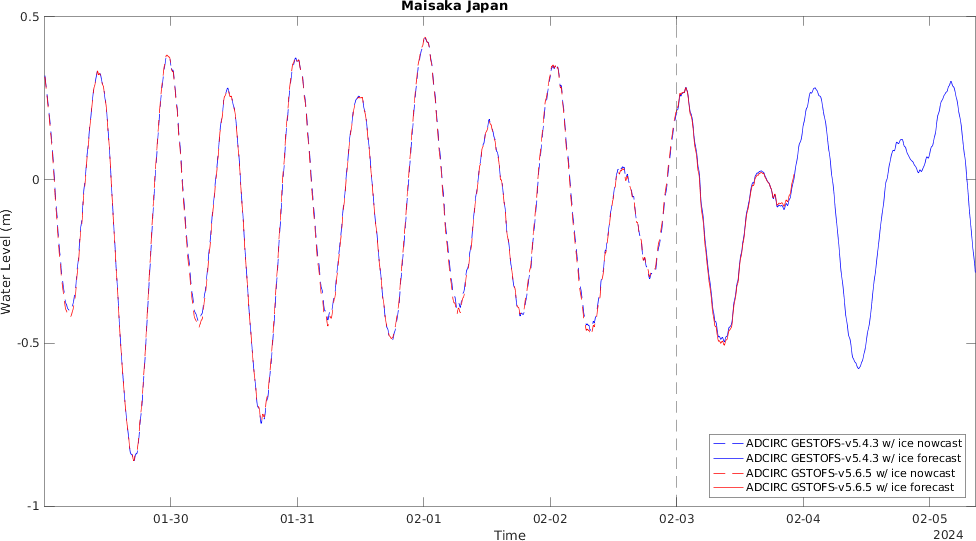 Maisaka Japan
0.5
0
-0.5
-1
Water Level (m)
01-30
01-31
02-01
02-02
02-03
02-04
02-05
Time
2024
ADCIRC GESTOFS-v5.4.3 w/ ice nowcast
ADCIRC GESTOFS-v5.4.3 w/ ice forecast
ADCIRC GSTOFS-v5.6.5 w/ ice nowcast
ADCIRC GSTOFS-v5.6.5 w/ ice forecast